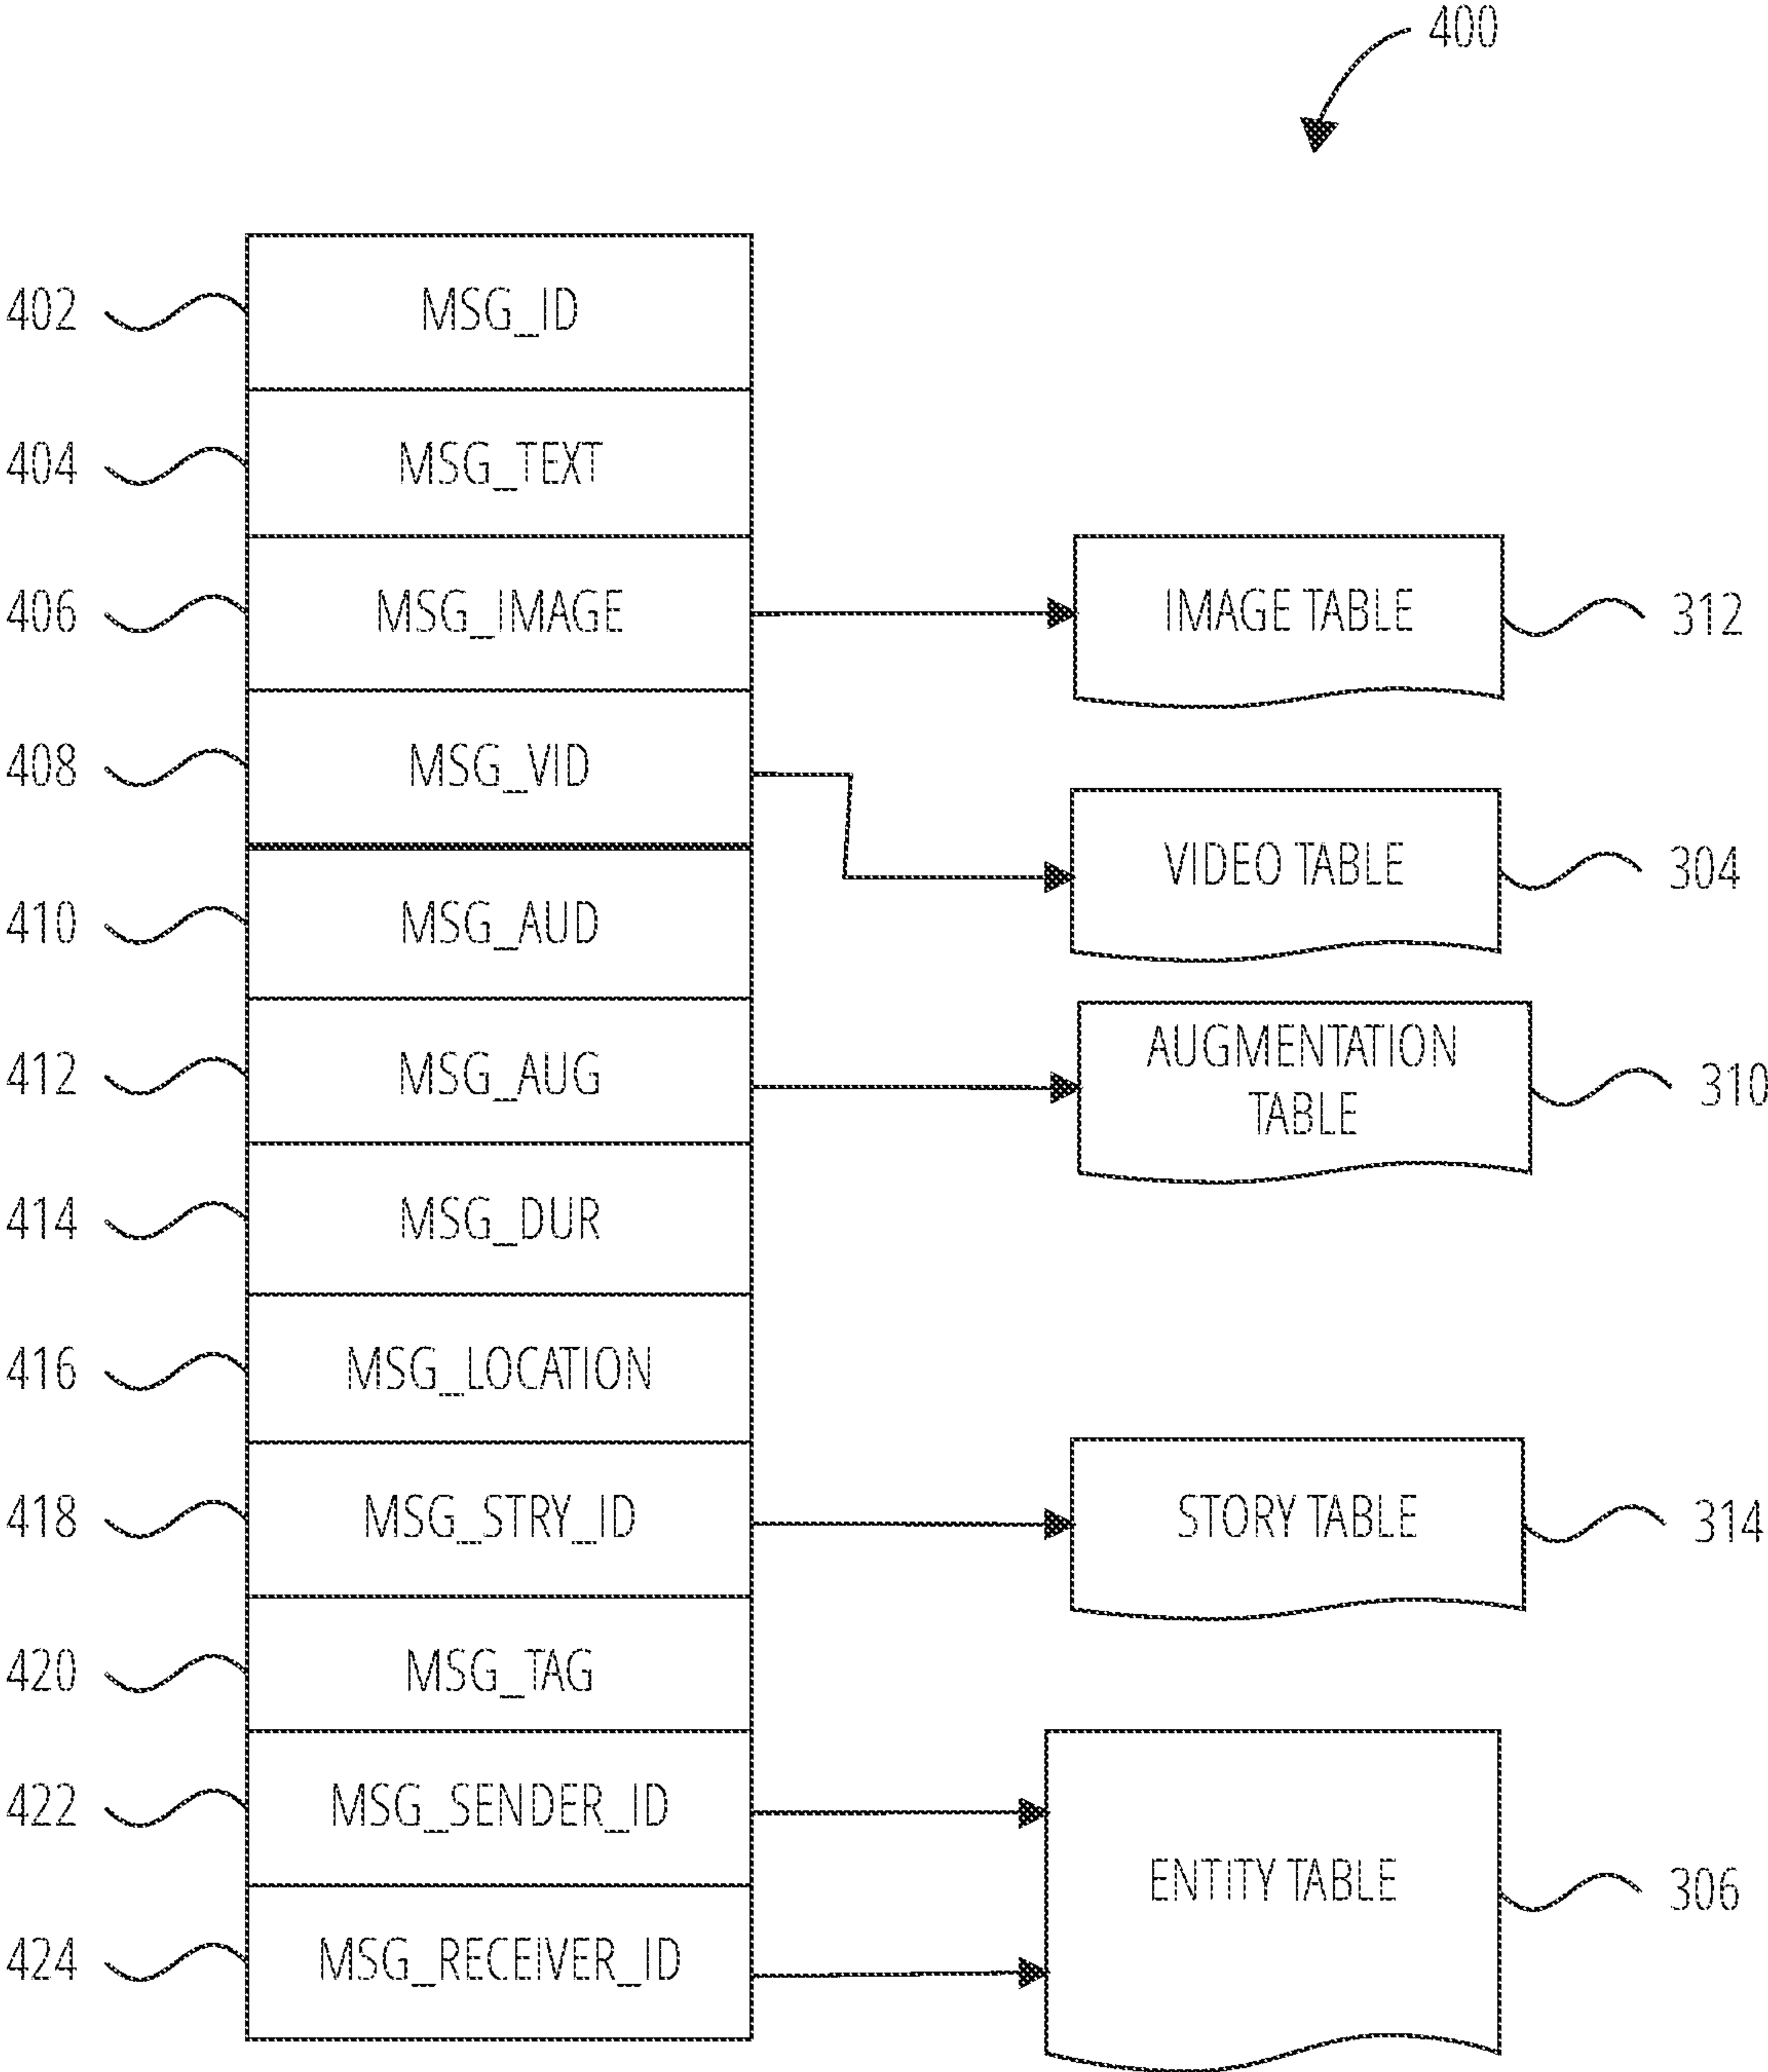 400
402 MSG_ID
404 MSG_TEXT
406 MSG_IMAGE IMAGE TABLE 312
408 MSG_VID
VIDEO TABLE 304
410 MSG_AUD
412 MSG_AUG
AUGMENTATION
TABLE
310
414 MSG_DUR
416 MSG_LOCATION
418 MSG_STRY_ID STORY TABLE 314
420 MSG_TAG
422 MSG_SENDER_ID
ENTITY TABLE 306
424 MSG_RECEIVER_ID